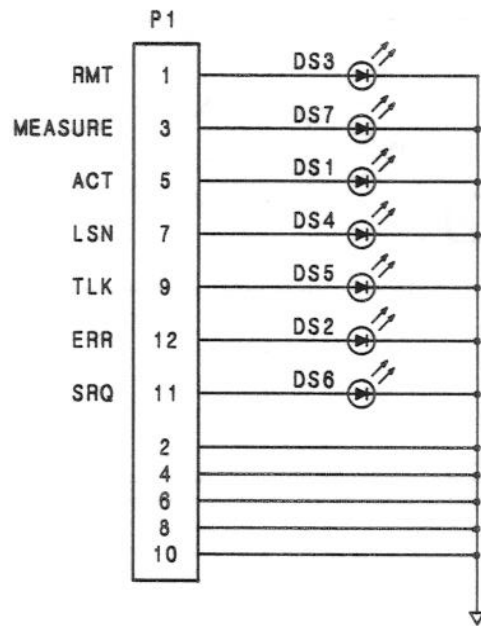 P1
RMT 1 DS3
MEASURE 3 DS7
ACT 5 DS1
LSN 7 DS4
TLK 9 DS5
ERR 12 DS2
SRQ 11 DS6
2
4
6
8
10